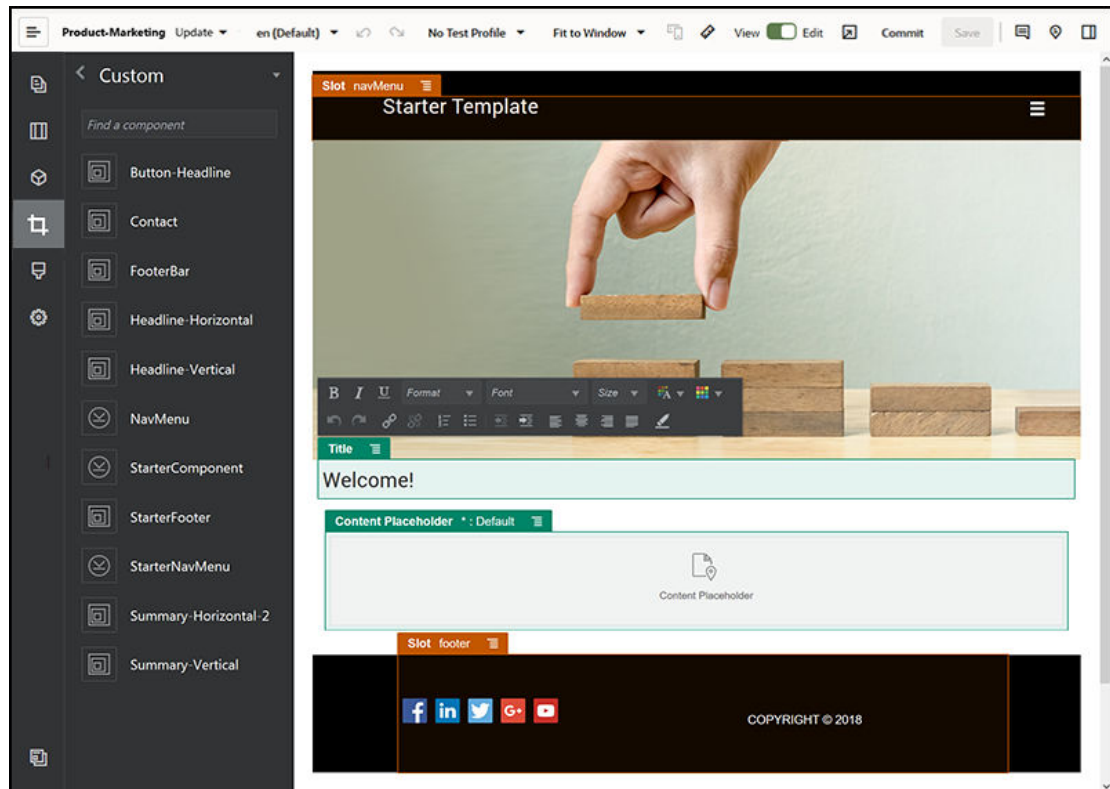 Product-Marketing Update en (Default) No Test Profile Fit to Window View Edit Commit Save
Custom
Find a component
Button-Headline
Contact
FooterBar
Headline-Horizontal
Headline-Vertical
NavMenu
StarterComponent
StarterFooter
StarterNavMenu
Summary-Horizontal-2
Summary-Vertical
Slot navMenu
Starter Template
B I U Format Font Size
Title
Welcome!
Content Placeholder * : Default
Content Placeholder
Slot footer
f in G+
COPYRIGHT © 2018